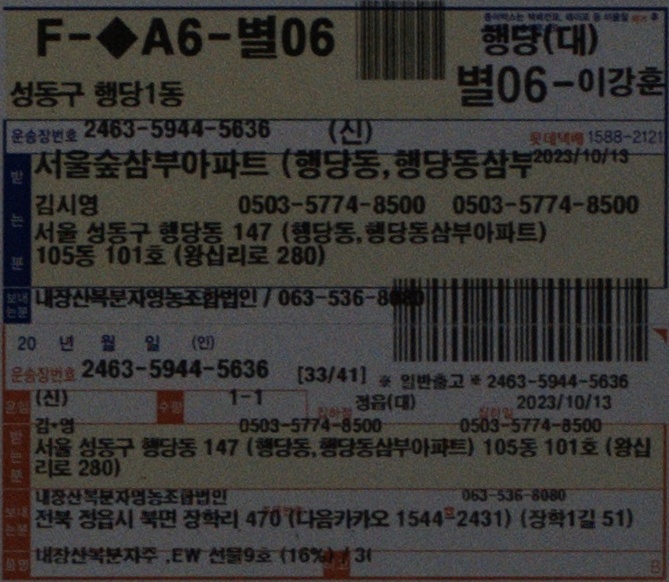 F-◆A6-별06
행당(대)
성동구 행당1동
별06-이강훈
운송장번호 2463-5944-5636 (신) 롯데택배 1588-2121
서울숲삼부아파트 (행당동,행당동삼부 2023/10/13
받는분
김시영 0503-5774-8500 0503-5774-8500
서울 성동구 행당동 147 (행당동,행당동삼부아파트)
105동 101호 (왕십리로 280)
보내는분
내장산복분자영농조합법인 / 063-536-8080
20 년 월 일 (인)
운송장번호 2463-5944-5636 [33/41] ※ 일반출고 ※ 2463-5944-5636
운임 (신) 수량 1-1 정읍(대) 2023/10/13
받는분
김*영 0503-5774-8500 0503-5774-8500
서울 성동구 행당동 147 (행당동,행당동삼부아파트) 105동 101호 (왕십
리로 280)
보내는분
내장산복분자영농조합법인 063-536-8080
전북 정읍시 북면 장학리 470 (다음카카오 1544-2431) (장학1길 51)
품명 내장산복분자주 .EW 선물9호 (16%) / 3(